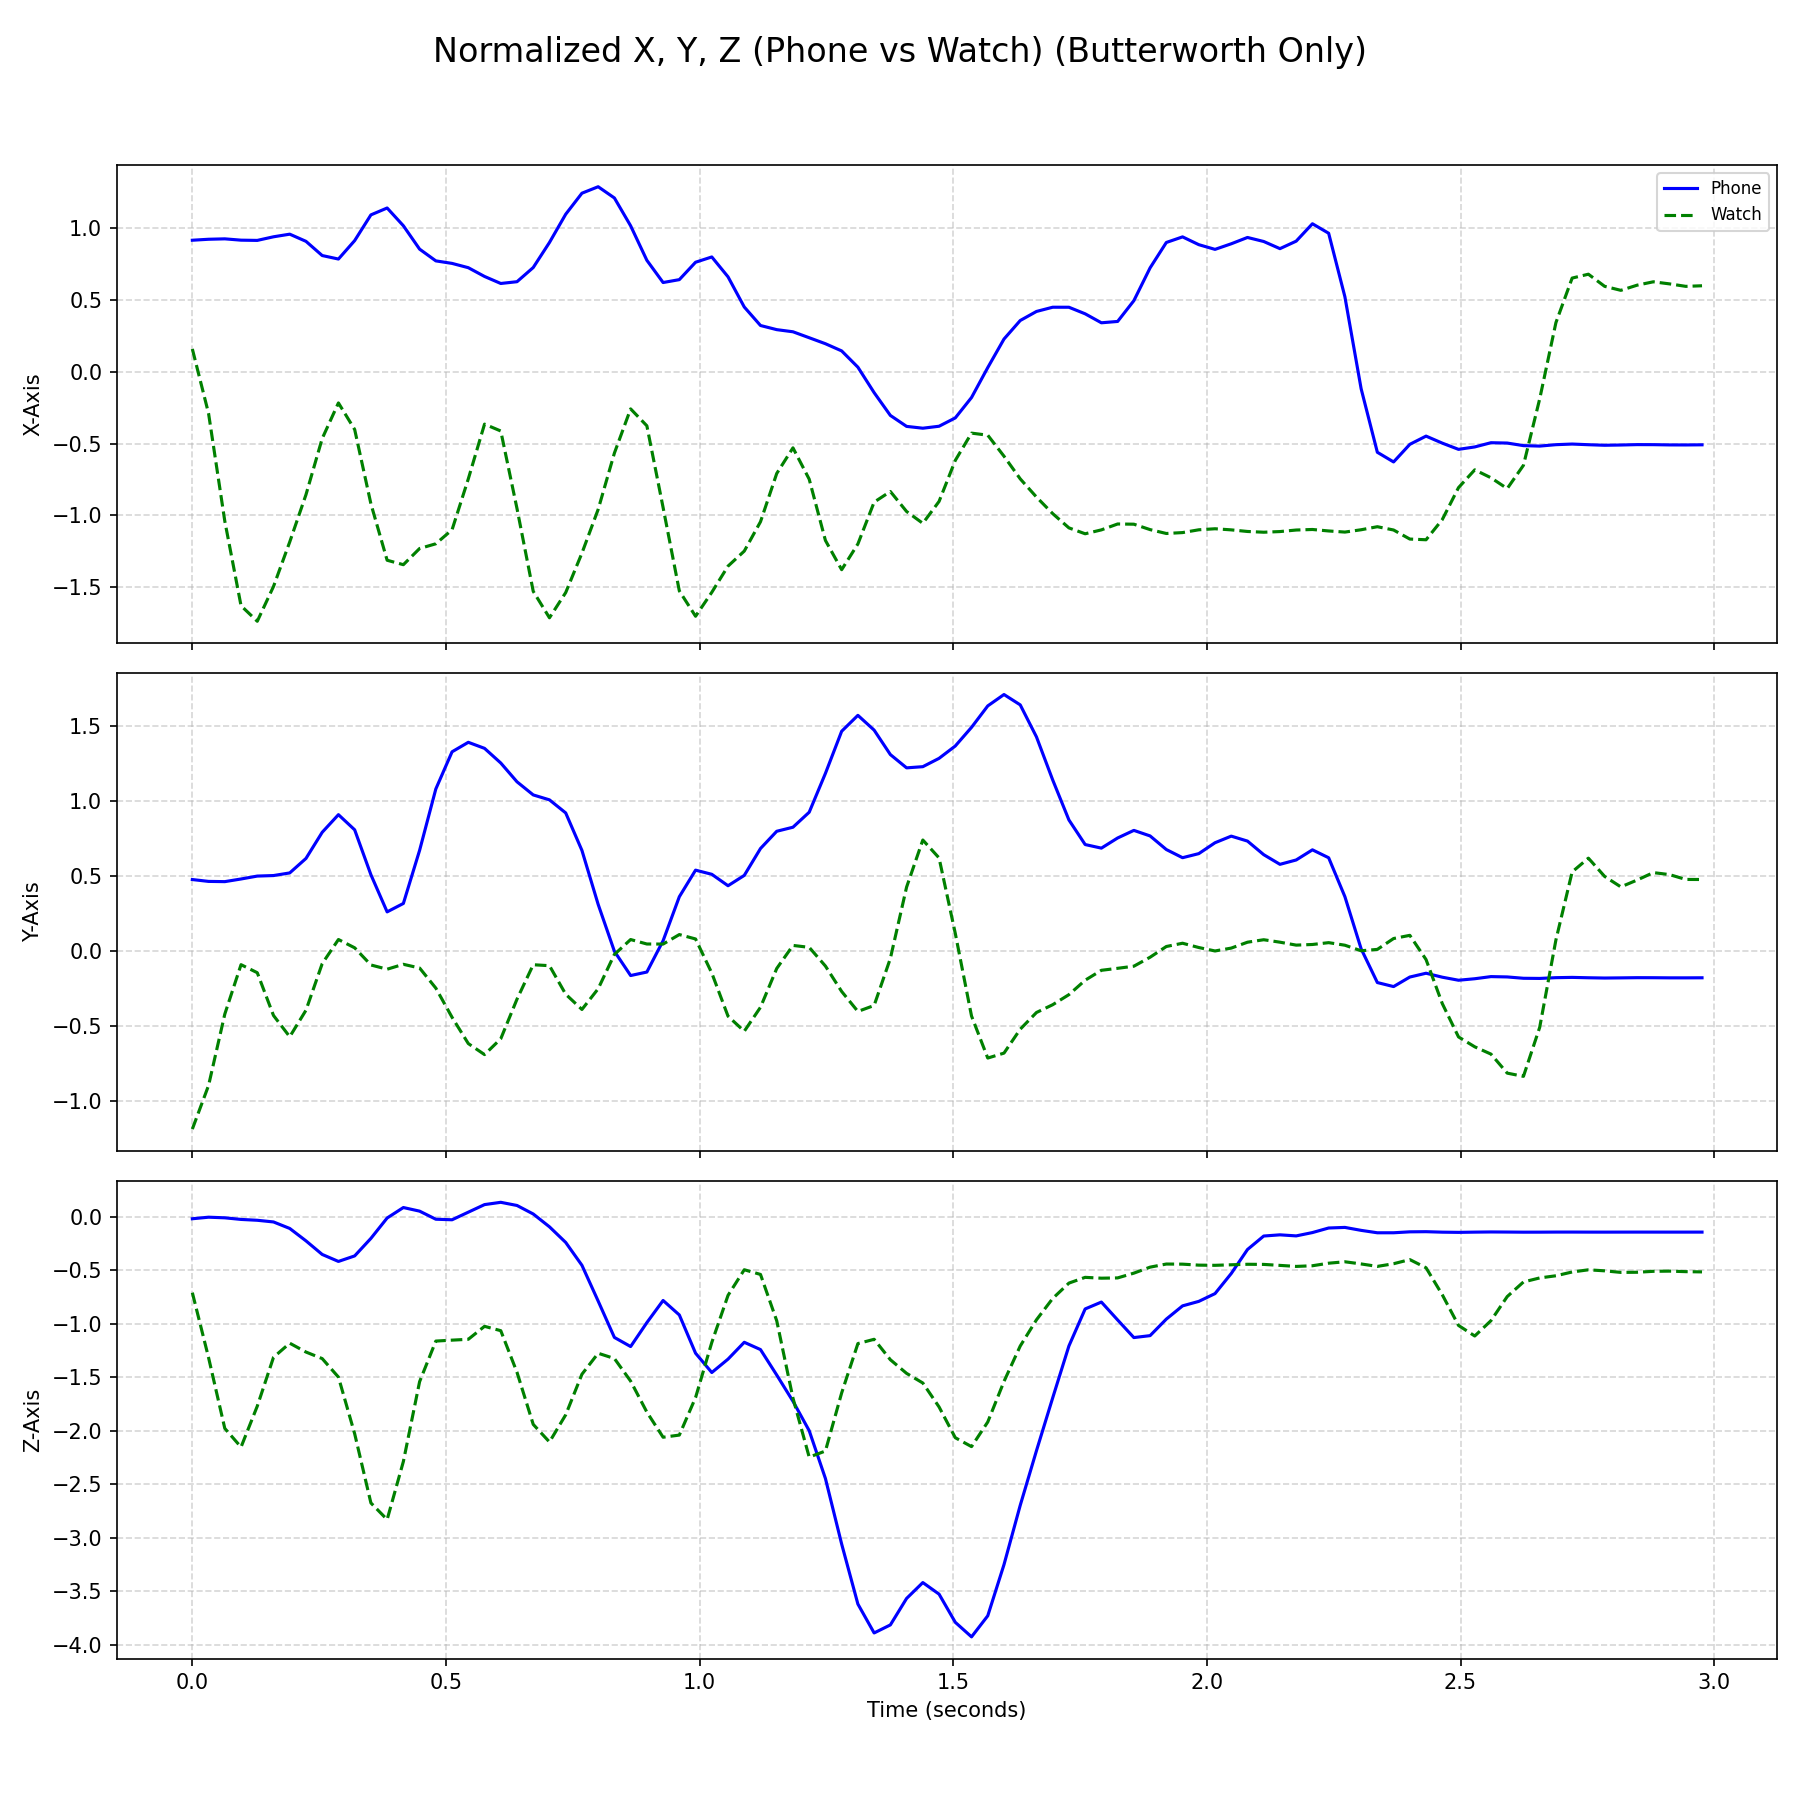 Normalized X, Y, Z (Phone vs Watch) (Butterworth Only)
Phone
Watch
X-Axis
1.0
0.5
0.0
−0.5
−1.0
−1.5
Y-Axis
1.5
1.0
0.5
0.0
−0.5
−1.0
Z-Axis
0.0
−0.5
−1.0
−1.5
−2.0
−2.5
−3.0
−3.5
−4.0
0.0 0.5 1.0 1.5 2.0 2.5 3.0
Time (seconds)